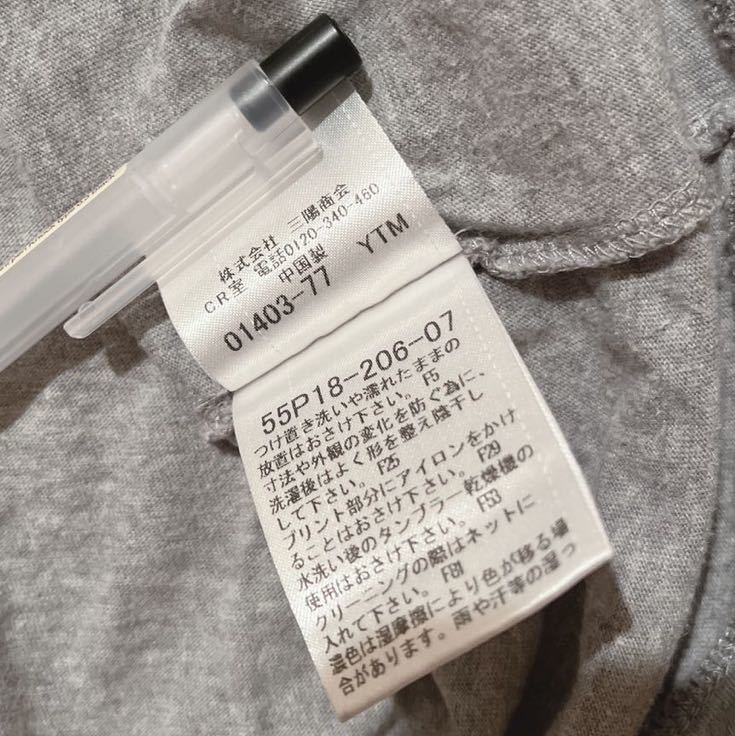 株式会社 三陽商会
CR室 電話0120-340-460
中国製
01403-77 YTM
55P18-206-07
つけ置き洗いや濡れたままの
放置はおさけ下さい。F5
寸法や外観の変化を防ぐ為に、
洗濯後はよく形を整え陰干し
して下さい。F25
プリント部分にアイロンをかけ
ることはおさけ下さい。F29
水洗い後のタンブラー乾燥機の
使用はおさけ下さい。F53
クリーニングの際はネットに
入れて下さい。F81
濃色は湿摩擦により色が移る場
合があります。雨や汗等の湿っ